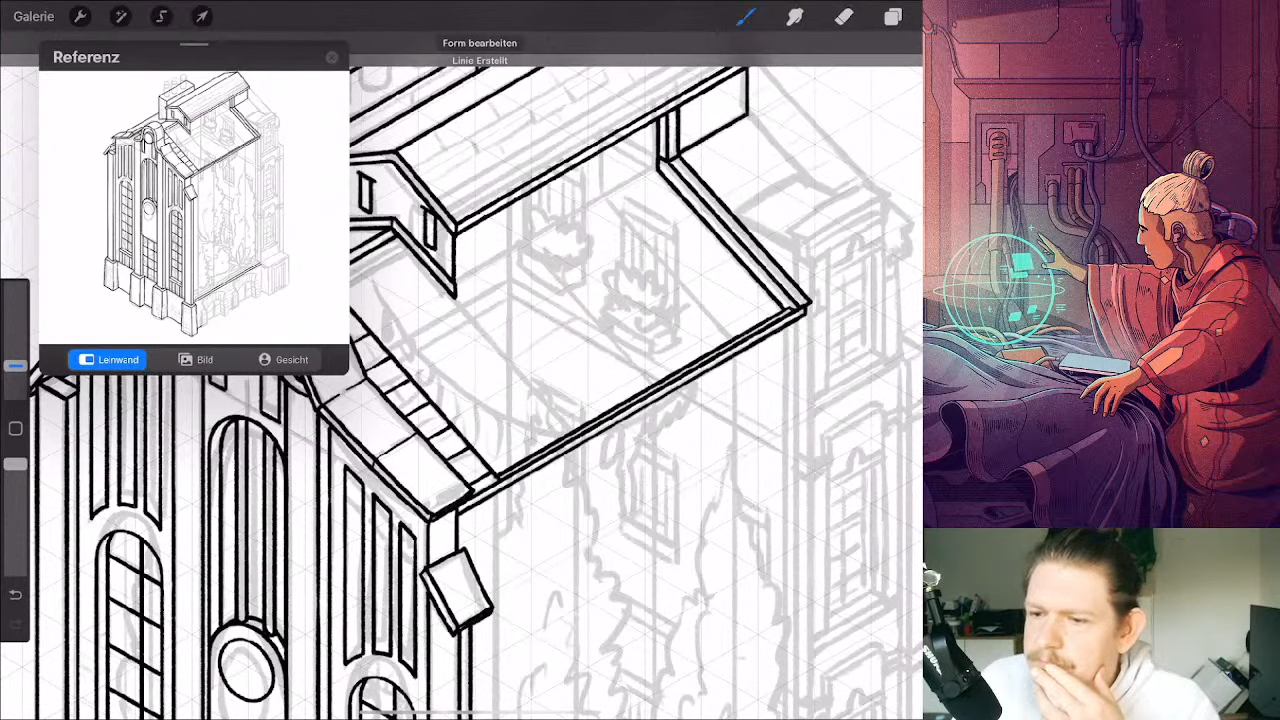 Galerie
Form bearbeiten
Linie Erstellt
Referenz
Leinwand
Bild
Gesicht